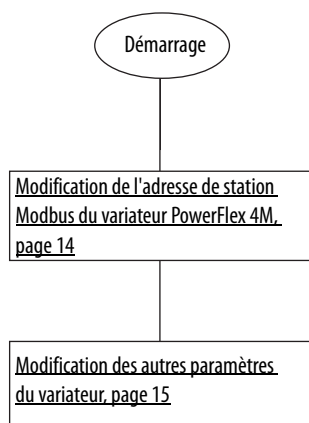 Démarrage
Modification de l'adresse de station
Modbus du variateur PowerFlex 4M,
page 14
Modification des autres paramètres
du variateur, page 15